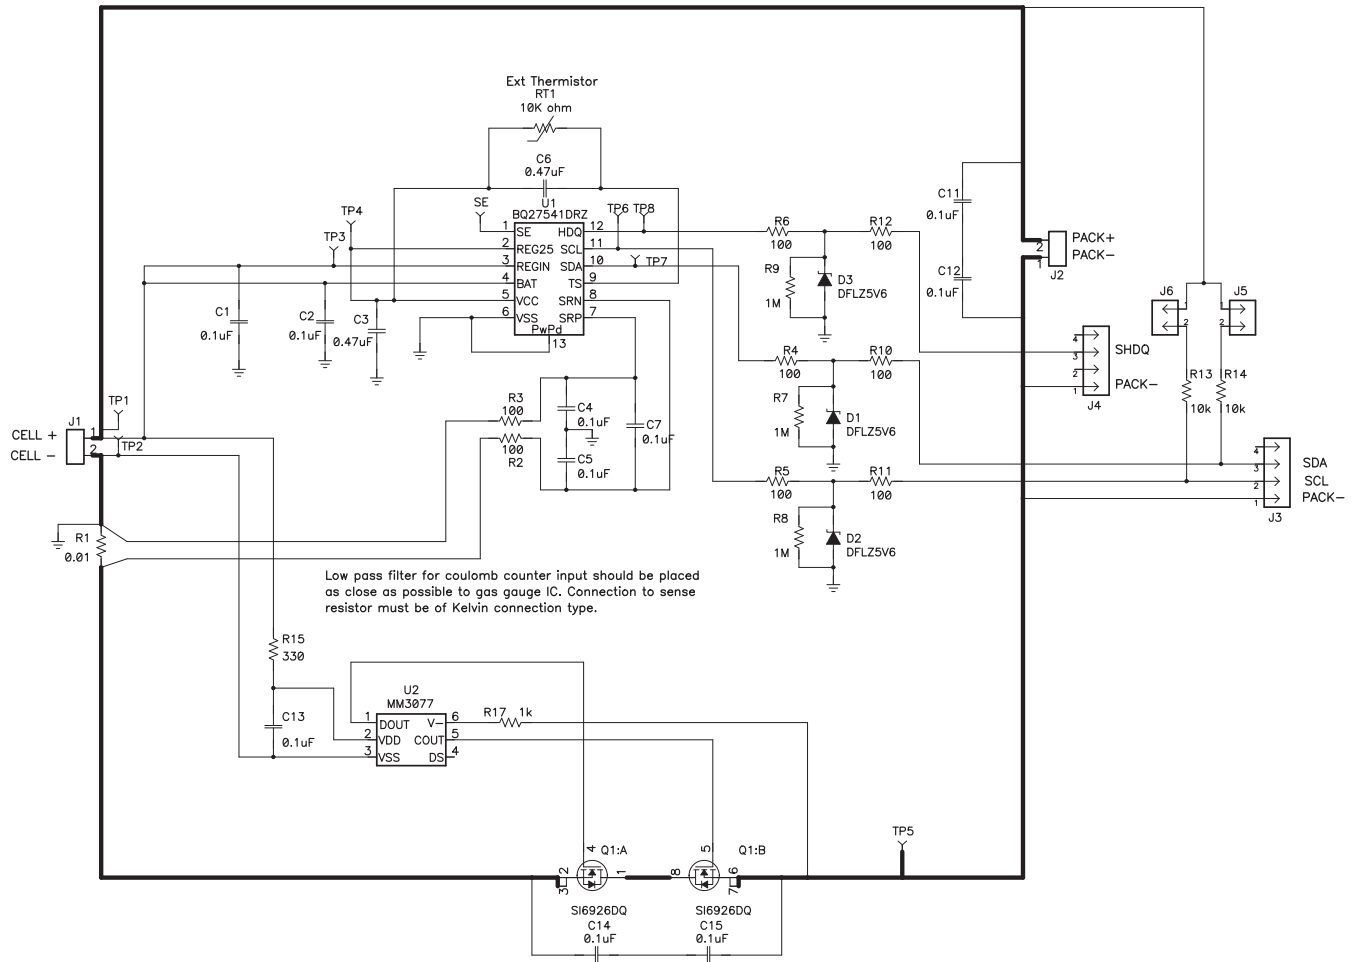 Ext Thermistor
RT1
10K ohm
C6
0.47uF
U1
BQ27541DRZ
SE
TP4
TP3
TP6 TP8
TP7
1 SE HDQ 12
2 REG25 SCL 11
3 REGIN SDA 10
4 BAT TS 9
5 VCC SRN 8
6 VSS SRP 7
PwPd
13
C1
0.1uF
C2
0.1uF
C3
0.47uF
R6
100
R12
100
R9
1M
D3
DFLZ5V6
C11
0.1uF
C12
0.1uF
PACK+
PACK-
2
1
J2
J6
1
2
J5
1
2
R13
10k
R14
10k
4
3
2
1
SHDQ
PACK-
J4
R4
100
R10
100
R7
1M
D1
DFLZ5V6
R5
100
R11
100
R8
1M
D2
DFLZ5V6
4
3
2
1
SDA
SCL
PACK-
J3
J1
CELL +
CELL -
1
2
TP1
TP2
R3
100
100
R2
C4
0.1uF
C5
0.1uF
C7
0.1uF
R1
0.01
Low pass filter for coulomb counter input should be placed
as close as possible to gas gauge IC. Connection to sense
resistor must be of Kelvin connection type.
R15
330
C13
0.1uF
U2
MM3077
1 DOUT V- 6
2 VDD COUT 5
3 VSS DS 4
R17 1k
TP5
4
Q1:A
5
Q1:B
3
2
1
8
7
6
SI6926DQ
SI6926DQ
C14
0.1uF
C15
0.1uF